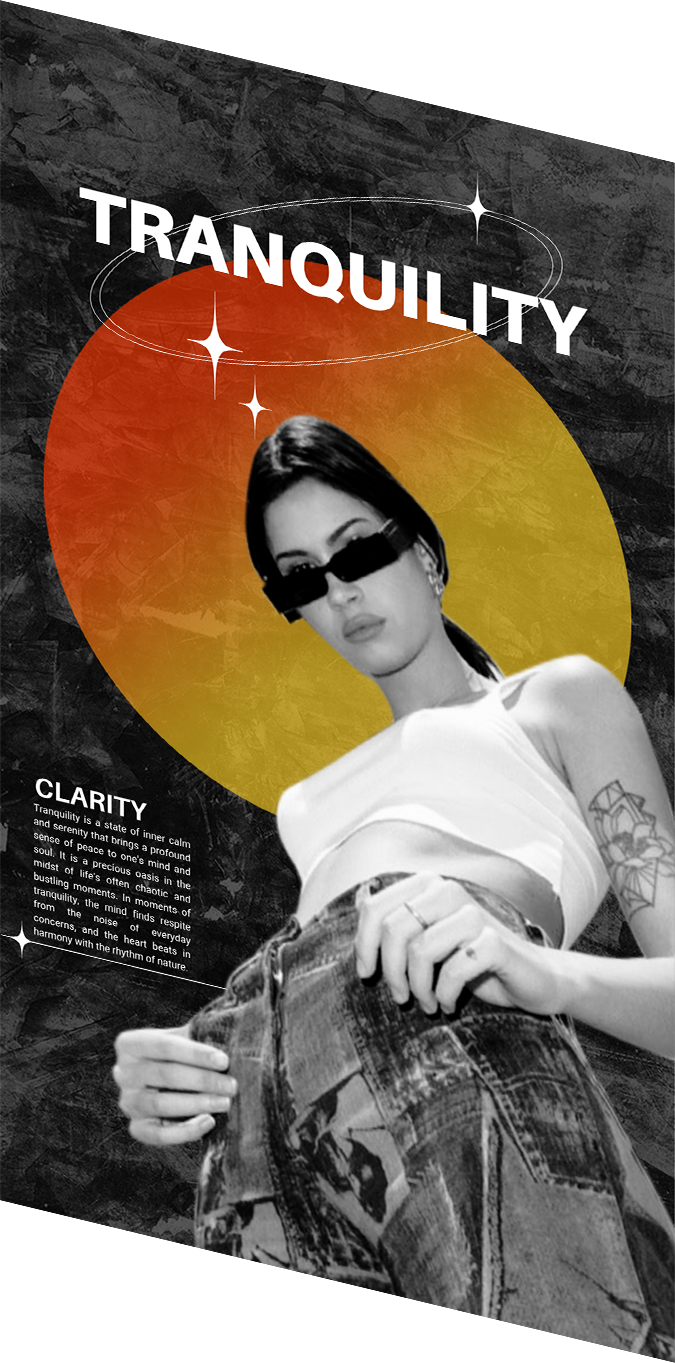 TRANQUILITY
CLARITY
Tranquility is a state of inner calm
and serenity that brings a profound
sense of peace to one's mind and
soul. It is a precious oasis in the
midst of life's often chaotic and
bustling moments. In moments of
tranquility, the mind finds respite
from the noise of everyday
concerns, and the heart beats in
harmony with the rhythm of nature.